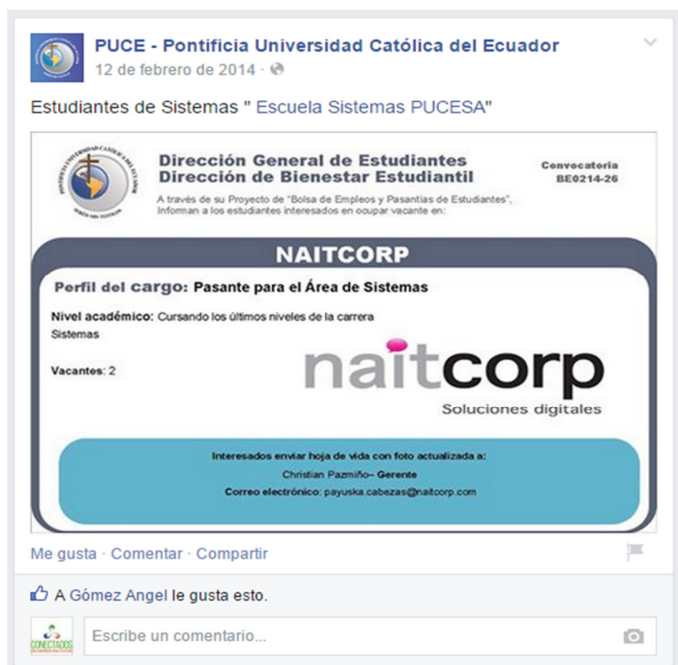 PUCE - Pontificia Universidad Católica del Ecuador
12 de febrero de 2014 ·
Estudiantes de Sistemas " Escuela Sistemas PUCESA"
Dirección General de Estudiantes
Dirección de Bienestar Estudiantil
Convocatoria
BE0214-26
A través de su Proyecto de "Bolsa de Empleos y Pasantías de Estudiantes",
Informan a los estudiantes interesados en ocupar vacante en:
NAITCORP
Perfil del cargo: Pasante para el Área de Sistemas
Nivel académico: Cursando los últimos niveles de la carrera
Sistemas
Vacantes: 2
naitcorp
Soluciones digitales
Interesados enviar hoja de vida con foto actualizada a:
Christian Pazmiño– Gerente
Correo electrónico: payuska.cabezas@naitcorp.com
Me gusta · Comentar · Compartir
A Gómez Angel le gusta esto.
CONECTADOS
Escribe un comentario...